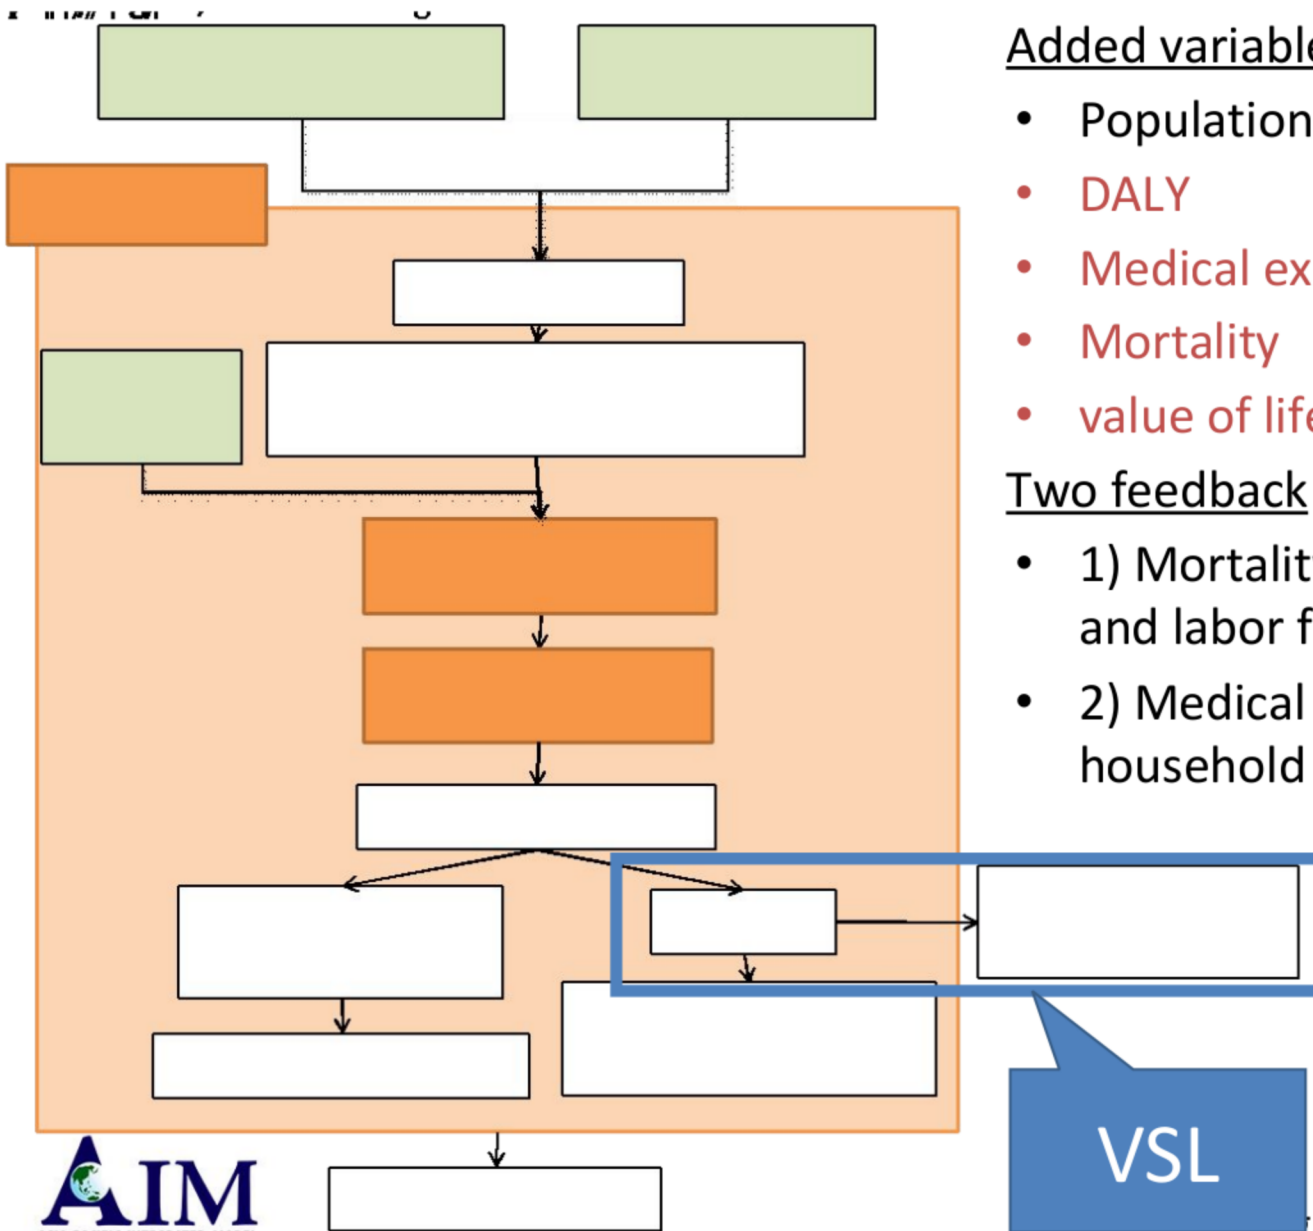 Added variable
• Population
• DALY
• Medical ex
• Mortality
• value of life
Two feedback
• 1) Mortalit
and labor f
• 2) Medical
household
VSL
AIM